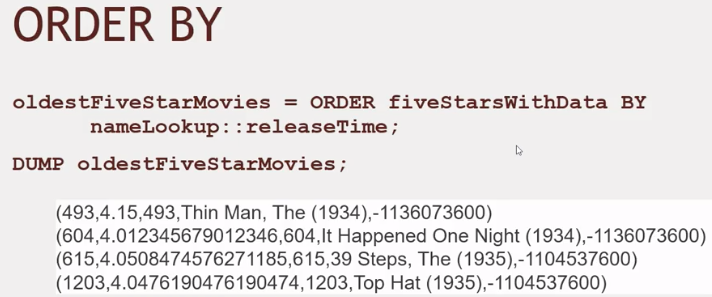 ORDER BY
oldestFiveStarMovies = ORDER fiveStarsWithData BY
nameLookup::releaseTime;
DUMP oldestFiveStarMovies;
(493,4.15,493,Thin Man, The (1934),-1136073600)
(604,4.012345679012346,604,It Happened One Night (1934),-1136073600)
(615,4.0508474576271185,615,39 Steps, The (1935),-1104537600)
(1203,4.0476190476190474,1203,Top Hat (1935),-1104537600)